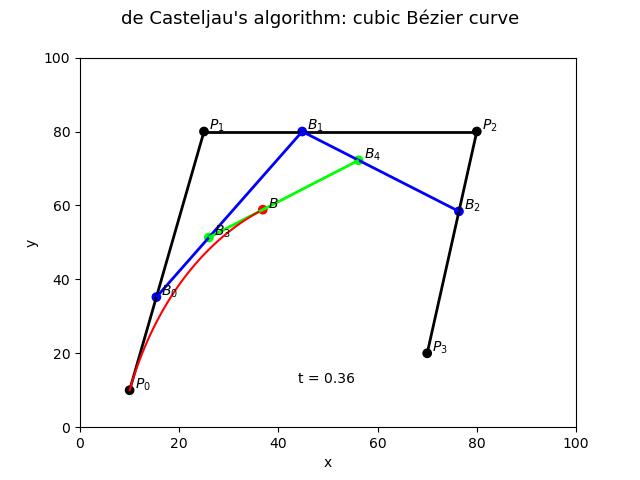 de Casteljau's algorithm: cubic Bézier curve
100
80
60
40
20
0
y
P₁
B₁
P₂
B₄
B₂
B
B₃
B₀
P₃
P₀
t = 0.36
0 20 40 60 80 100
x